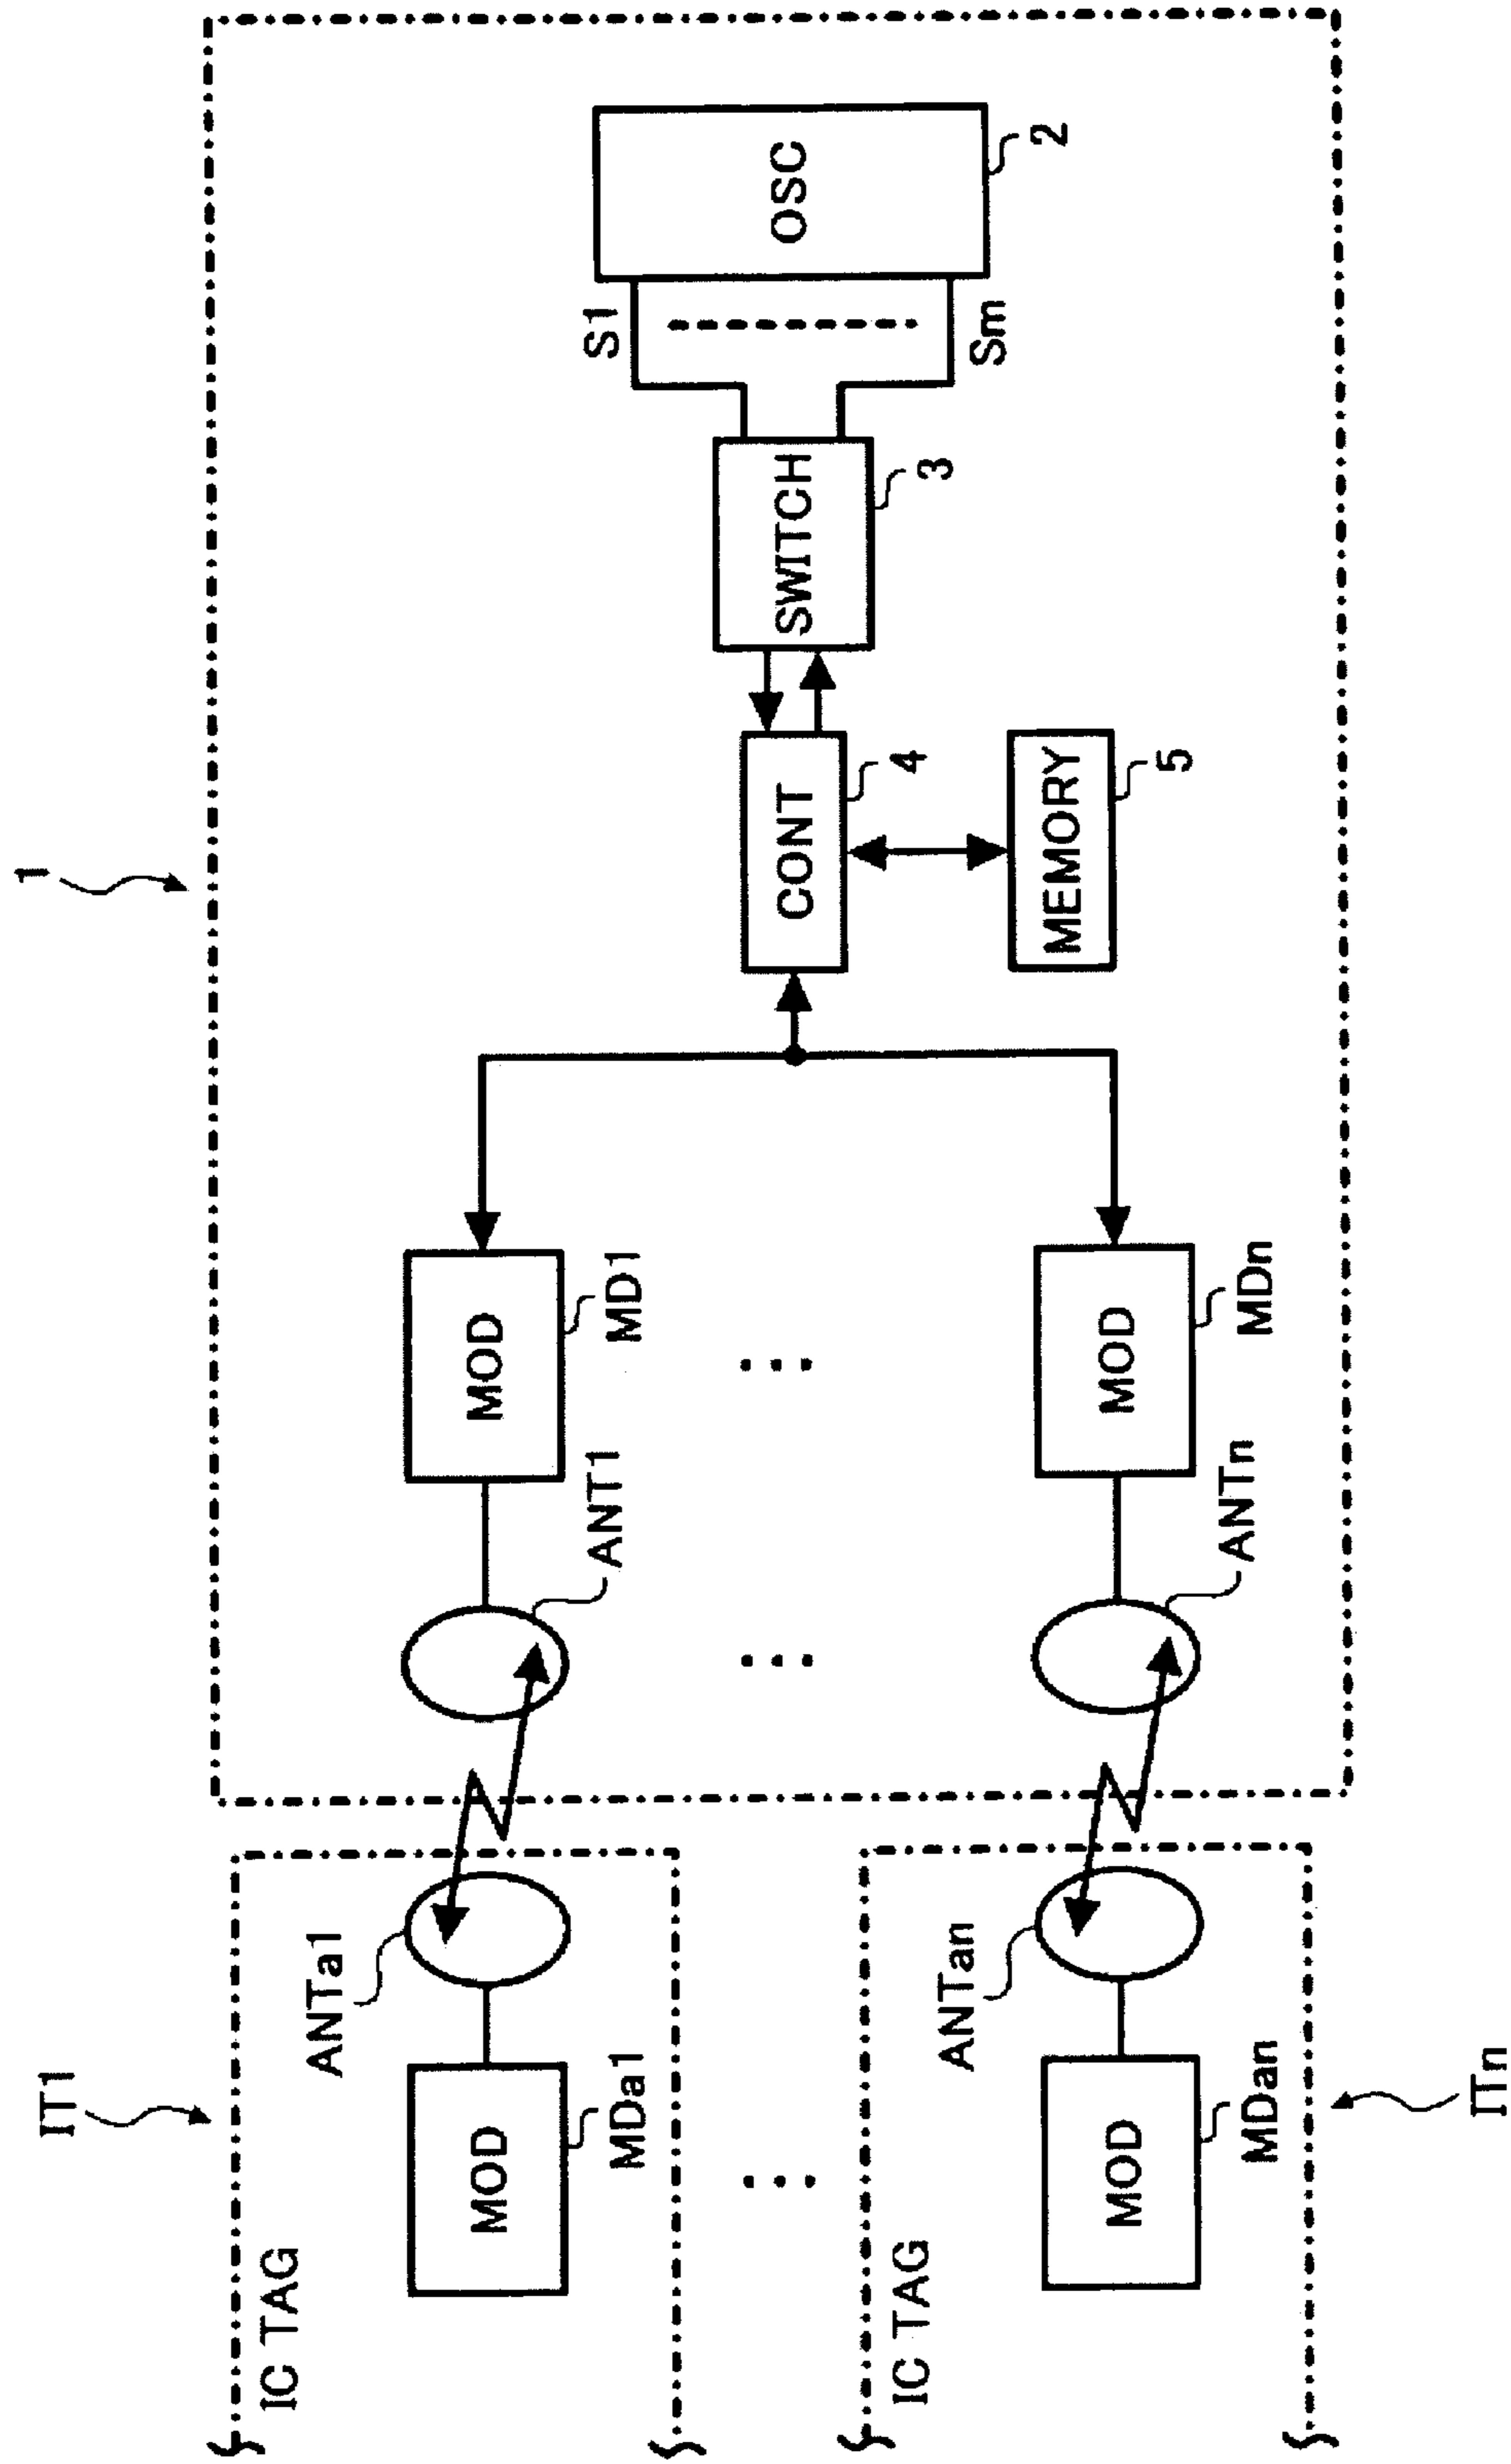 1
IT1
IC TAG
ANTa1
MOD
MDa1
ANT1
MOD
MD1
CONT
4
MEMORY
5
SWITCH
3
S1
Sm
OSC
2
IC TAG
ANTan
MOD
MDan
ANTn
MOD
MDn
ITn